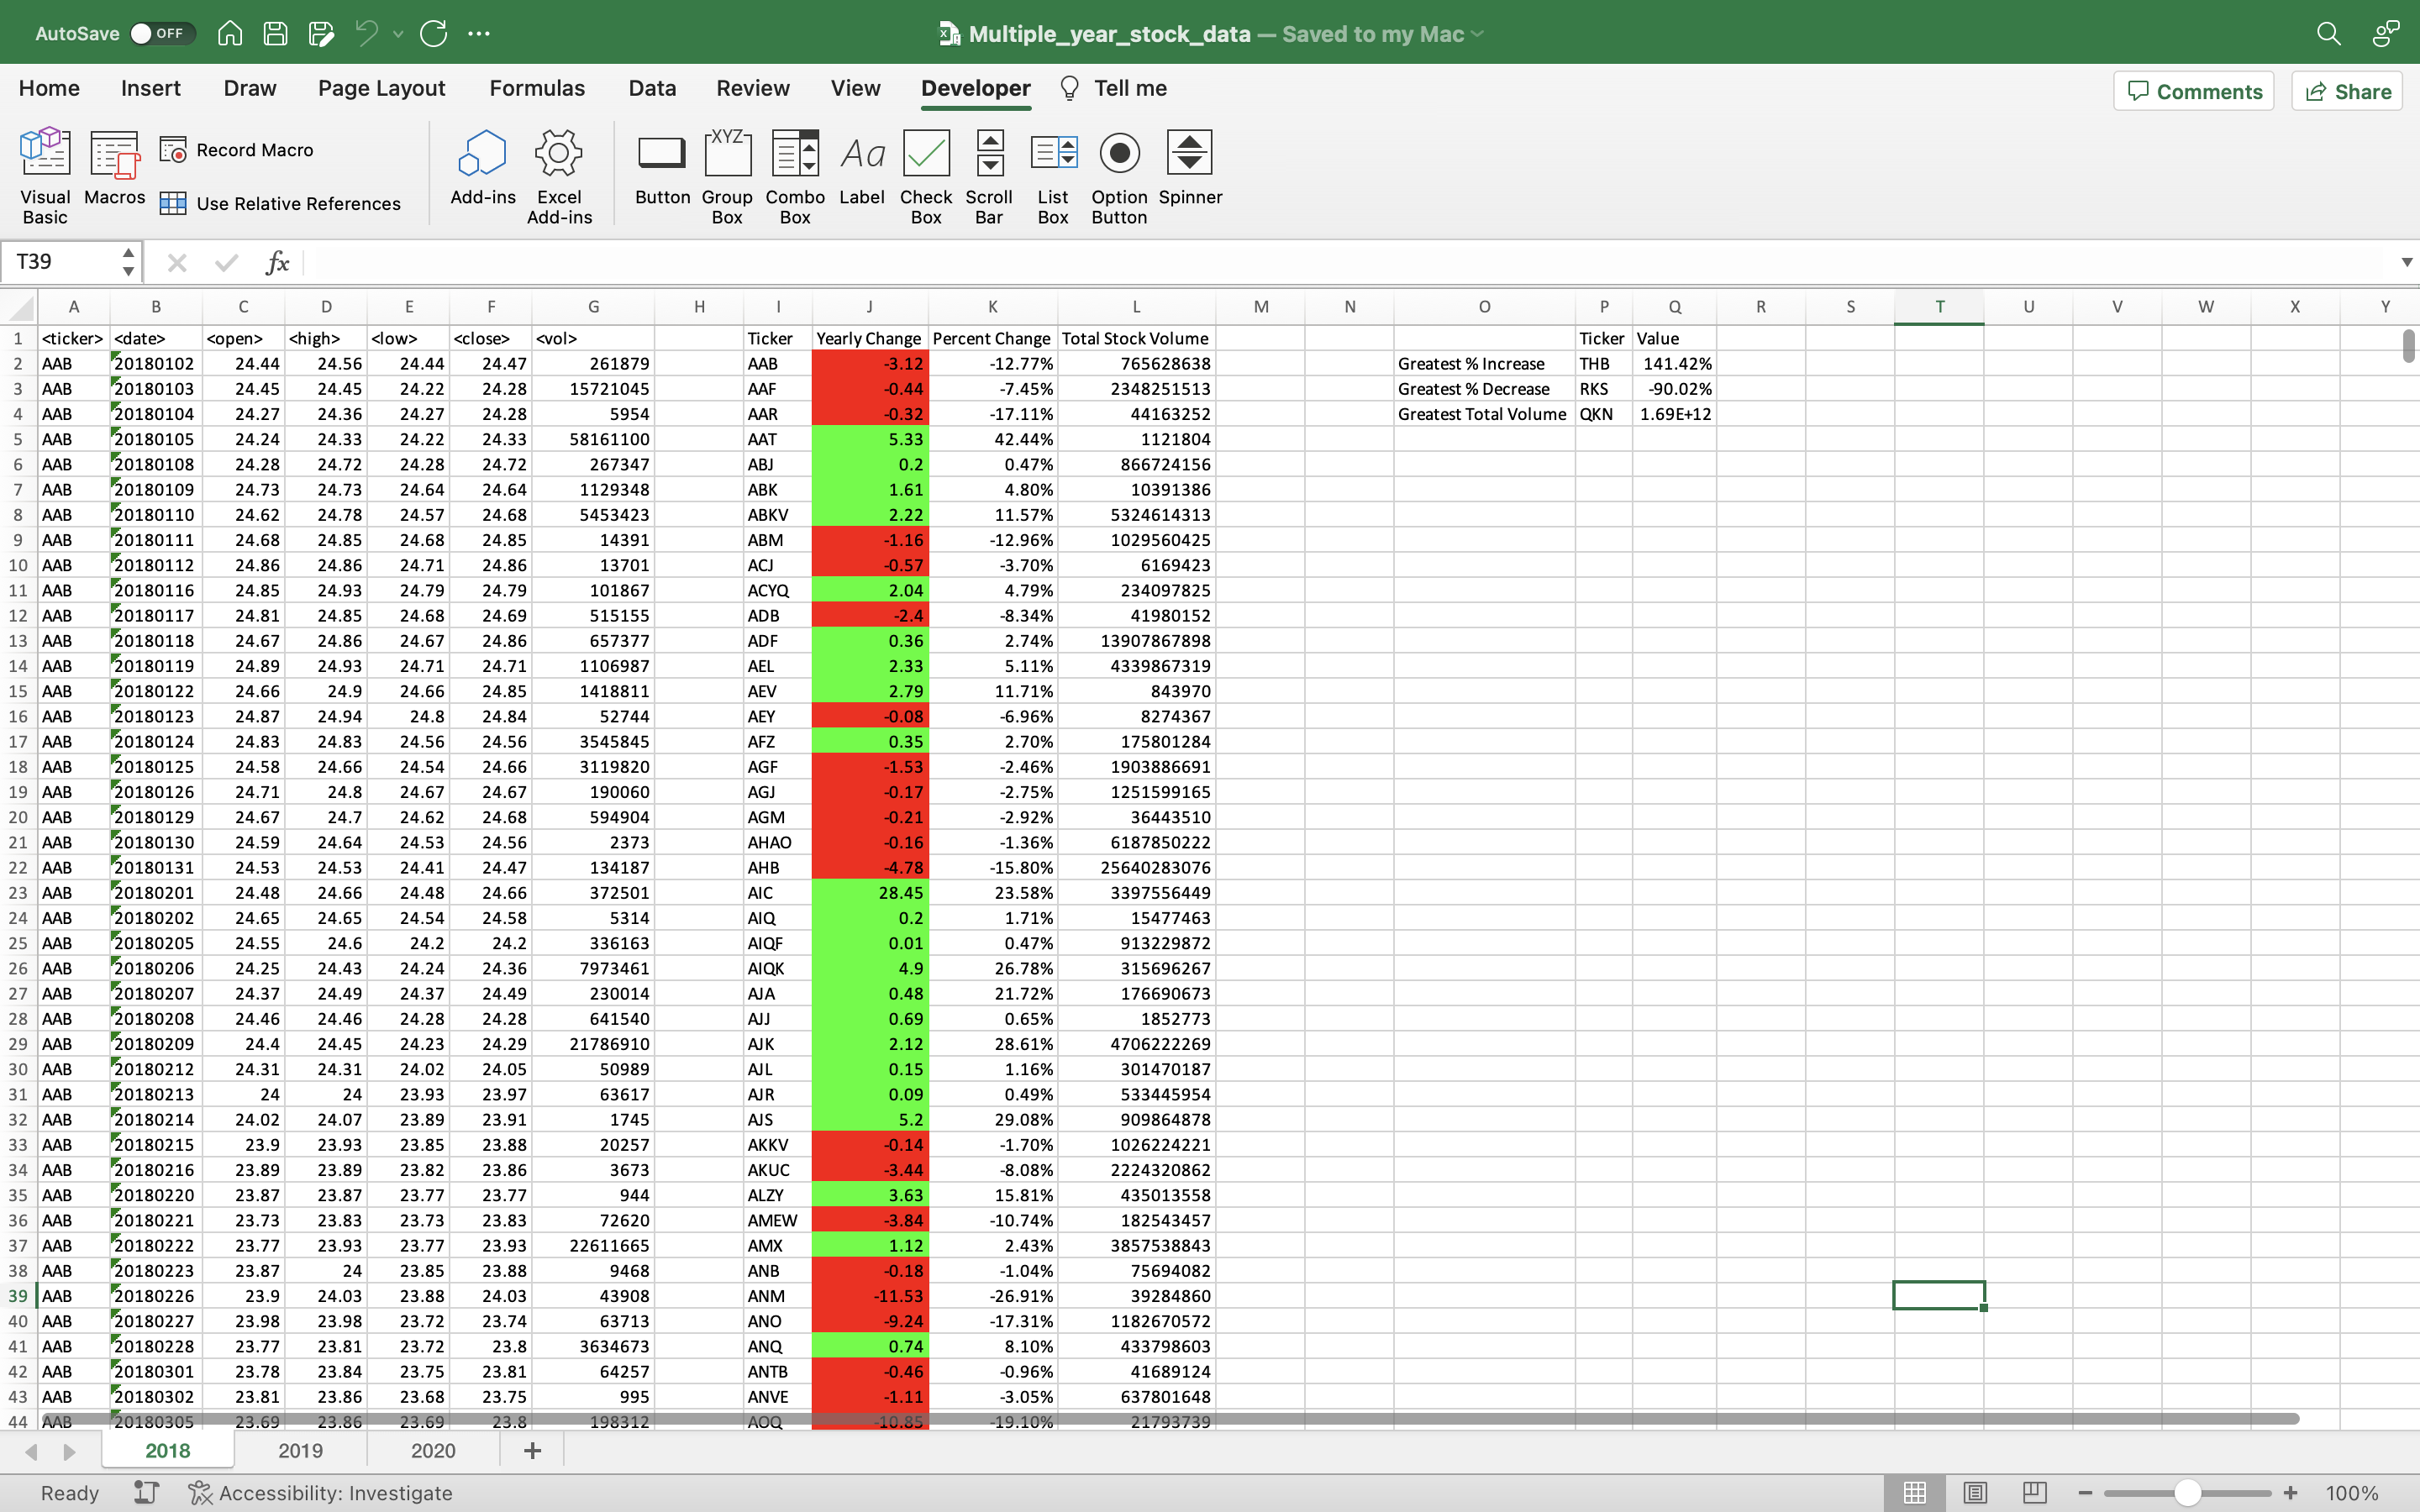 AutoSave OFF Multiple_year_stock_data — Saved to my Mac
Home Insert Draw Page Layout Formulas Data Review View Developer Tell me Comments Share
Visual Basic Macros Record Macro Use Relative References Add-ins Excel Add-ins Button Group Box Combo Box Label Check Box Scroll Bar List Box Option Button Spinner
T39 fx
A B C D E F G H I J K L M N O P Q R S T U V W X Y
1 <ticker> <date> <open> <high> <low> <close> <vol> Ticker Yearly Change Percent Change Total Stock Volume Ticker Value
2 AAB 20180102 24.44 24.56 24.44 24.47 261879 AAB -3.12 -12.77% 765628638 Greatest % Increase THB 141.42%
3 AAB 20180103 24.45 24.45 24.22 24.28 15721045 AAF -0.44 -7.45% 2348251513 Greatest % Decrease RKS -90.02%
4 AAB 20180104 24.27 24.36 24.27 24.28 5954 AAR -0.32 -17.11% 44163252 Greatest Total Volume QKN 1.69E+12
5 AAB 20180105 24.24 24.33 24.22 24.33 58161100 AAT 5.33 42.44% 1121804
6 AAB 20180108 24.28 24.72 24.28 24.72 267347 ABJ 0.2 0.47% 866724156
7 AAB 20180109 24.73 24.73 24.64 24.64 1129348 ABK 1.61 4.80% 10391386
8 AAB 20180110 24.62 24.78 24.57 24.68 5453423 ABKV 2.22 11.57% 5324614313
9 AAB 20180111 24.68 24.85 24.68 24.85 14391 ABM -1.16 -12.96% 1029560425
10 AAB 20180112 24.86 24.86 24.71 24.86 13701 ACJ -0.57 -3.70% 6169423
11 AAB 20180116 24.85 24.93 24.79 24.79 101867 ACYQ 2.04 4.79% 234097825
12 AAB 20180117 24.81 24.85 24.68 24.69 515155 ADB -2.4 -8.34% 41980152
13 AAB 20180118 24.67 24.86 24.67 24.86 657377 ADF 0.36 2.74% 13907867898
14 AAB 20180119 24.89 24.93 24.71 24.71 1106987 AEL 2.33 5.11% 4339867319
15 AAB 20180122 24.66 24.9 24.66 24.85 1418811 AEV 2.79 11.71% 843970
16 AAB 20180123 24.87 24.94 24.8 24.84 52744 AEY -0.08 -6.96% 8274367
17 AAB 20180124 24.83 24.83 24.56 24.56 3545845 AFZ 0.35 2.70% 175801284
18 AAB 20180125 24.58 24.66 24.54 24.66 3119820 AGF -1.53 -2.46% 1903886691
19 AAB 20180126 24.71 24.8 24.67 24.67 190060 AGJ -0.17 -2.75% 1251599165
20 AAB 20180129 24.67 24.7 24.62 24.68 594904 AGM -0.21 -2.92% 36443510
21 AAB 20180130 24.59 24.64 24.53 24.56 2373 AHAO -0.16 -1.36% 6187850222
22 AAB 20180131 24.53 24.53 24.41 24.47 134187 AHB -4.78 -15.80% 25640283076
23 AAB 20180201 24.48 24.66 24.48 24.66 372501 AIC 28.45 23.58% 3397556449
24 AAB 20180202 24.65 24.65 24.54 24.58 5314 AIQ 0.2 1.71% 15477463
25 AAB 20180205 24.55 24.6 24.2 24.2 336163 AIQF 0.01 0.47% 913229872
26 AAB 20180206 24.25 24.43 24.24 24.36 7973461 AIQK 4.9 26.78% 315696267
27 AAB 20180207 24.37 24.49 24.37 24.49 230014 AJA 0.48 21.72% 176690673
28 AAB 20180208 24.46 24.46 24.28 24.28 641540 AJJ 0.69 0.65% 1852773
29 AAB 20180209 24.4 24.45 24.23 24.29 21786910 AJK 2.12 28.61% 4706222269
30 AAB 20180212 24.31 24.31 24.02 24.05 50989 AJL 0.15 1.16% 301470187
31 AAB 20180213 24 24 23.93 23.97 63617 AJR 0.09 0.49% 533445954
32 AAB 20180214 24.02 24.07 23.89 23.91 1745 AJS 5.2 29.08% 909864878
33 AAB 20180215 23.9 23.93 23.85 23.88 20257 AKKV -0.14 -1.70% 1026224221
34 AAB 20180216 23.89 23.89 23.82 23.86 3673 AKUC -3.44 -8.08% 2224320862
35 AAB 20180220 23.87 23.87 23.77 23.77 944 ALZY 3.63 15.81% 435013558
36 AAB 20180221 23.73 23.83 23.73 23.83 72620 AMEW -3.84 -10.74% 182543457
37 AAB 20180222 23.77 23.93 23.77 23.93 22611665 AMX 1.12 2.43% 3857538843
38 AAB 20180223 23.87 24 23.85 23.88 9468 ANB -0.18 -1.04% 75694082
39 AAB 20180226 23.9 24.03 23.88 24.03 43908 ANM -11.53 -26.91% 39284860
40 AAB 20180227 23.98 23.98 23.72 23.74 63713 ANO -9.24 -17.31% 1182670572
41 AAB 20180228 23.77 23.81 23.72 23.8 3634673 ANQ 0.74 8.10% 433798603
42 AAB 20180301 23.78 23.84 23.75 23.81 64257 ANTB -0.46 -0.96% 41689124
43 AAB 20180302 23.81 23.86 23.68 23.75 995 ANVE -1.11 -3.05% 637801648
44 AAB 20180305 23.69 23.86 23.69 23.8 198312 AOQ -10.85 -19.10% 21793739
2018 2019 2020 +
Ready Accessibility: Investigate 100%